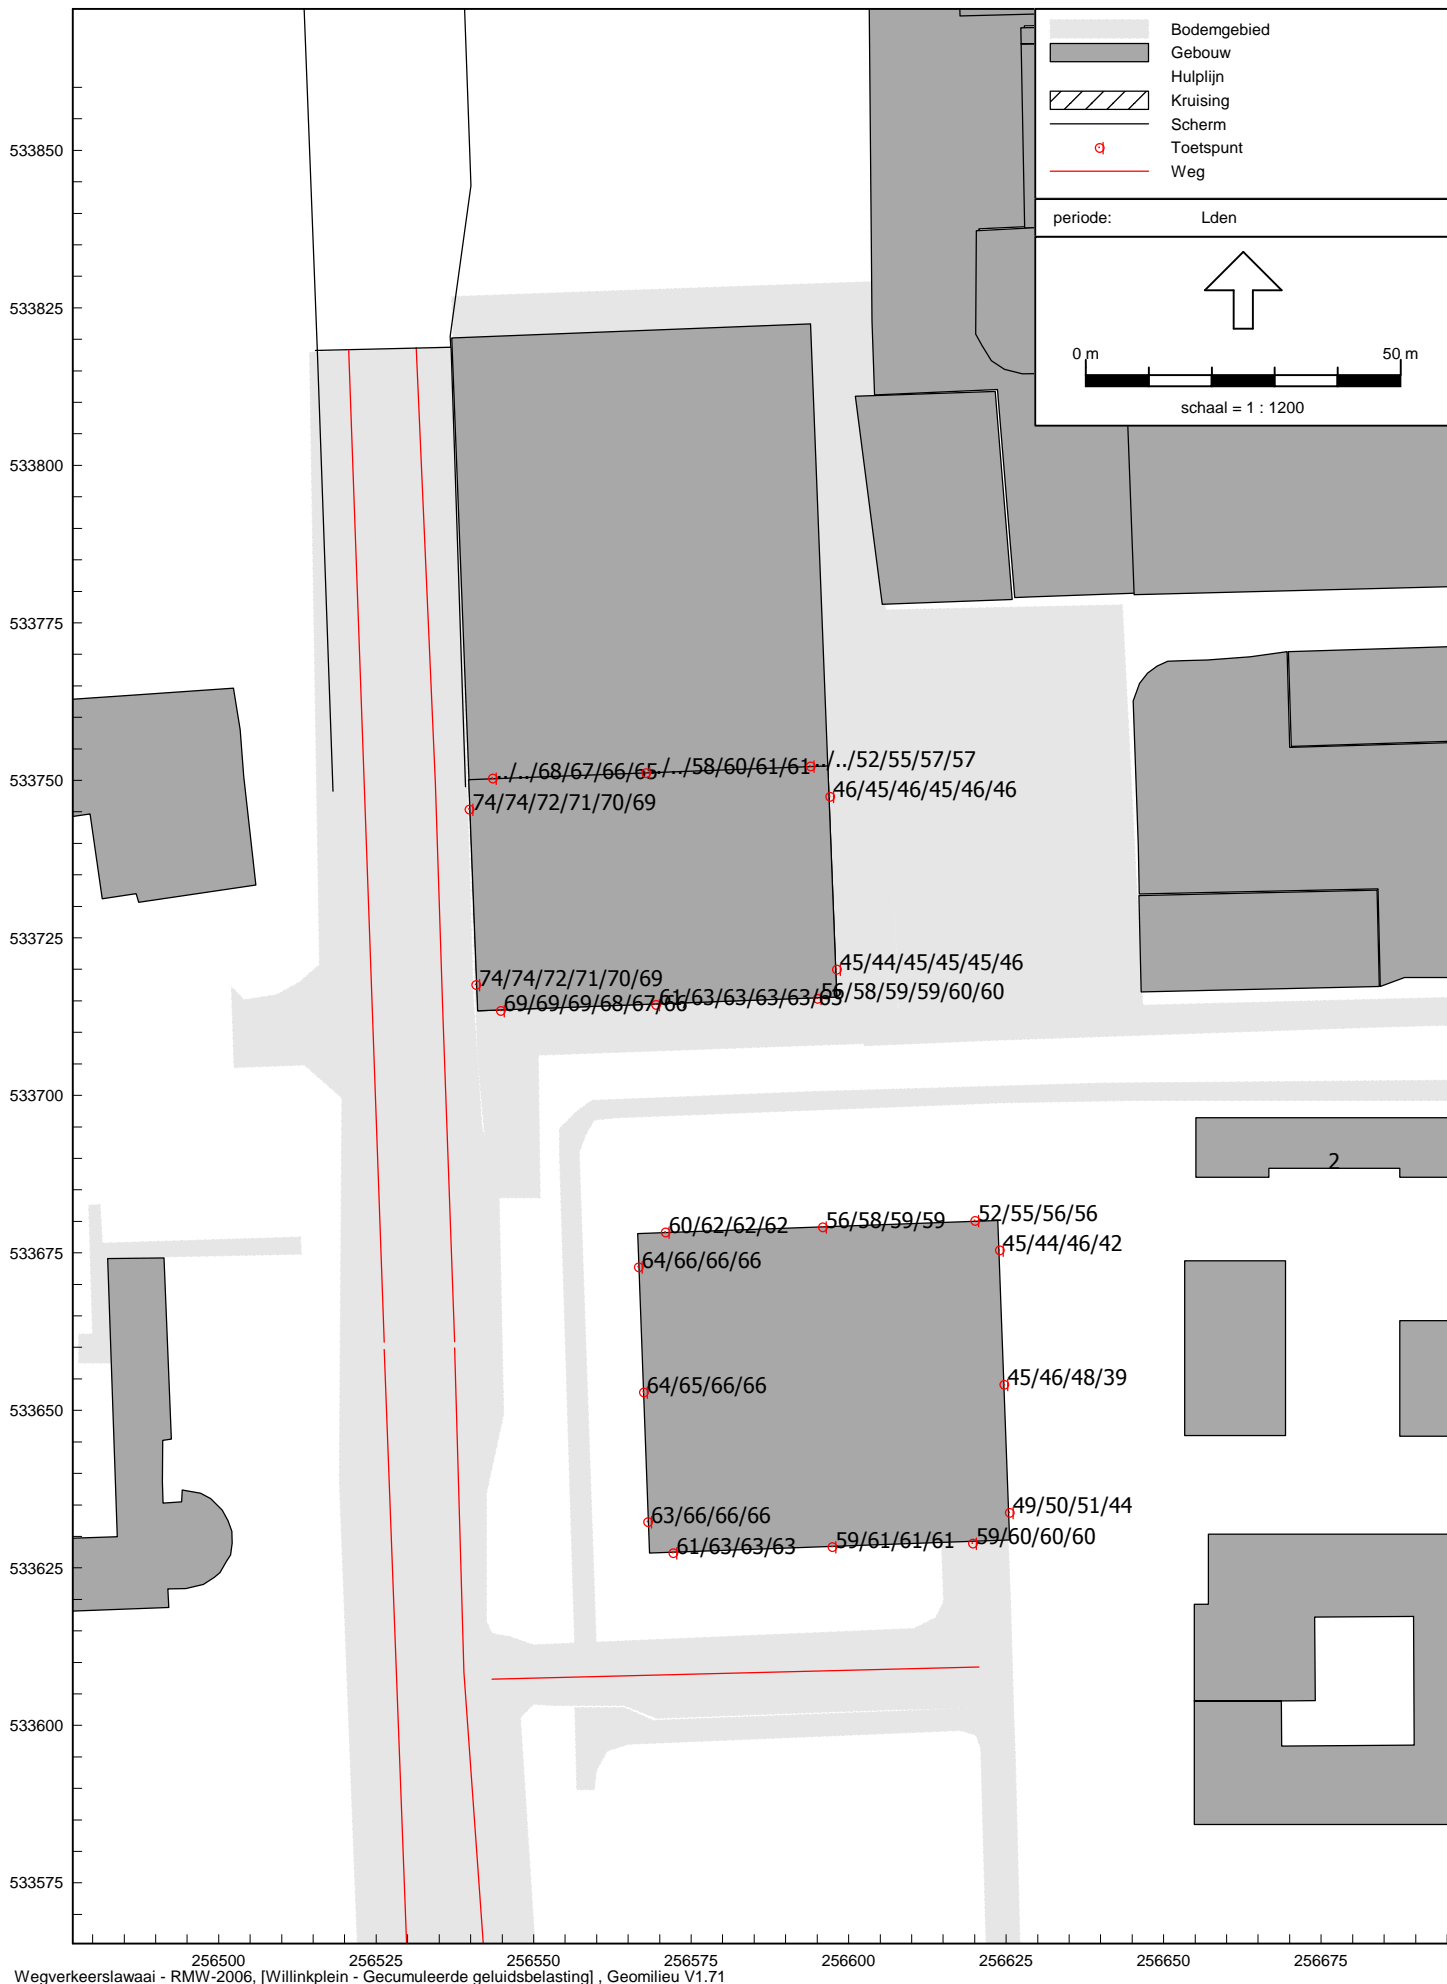 Bodemgebied
Gebouw
Hulplijn
Kruising
Scherm
Toetspunt
Weg
periode: Lden
0 m 50 m
schaal = 1 : 1200
533850
533825
533800
533775
533750
533725
533700
533675
533650
533625
533600
533575
../../68/67/66/65
../../58/60/61/61
../../52/55/57/57
46/45/46/45/46/46
74/74/72/71/70/69
45/44/45/45/45/46
74/74/72/71/70/69
69/69/69/68/67/66
61/63/63/63/63/63
56/58/59/59/60/60
2
60/62/62/62
56/58/59/59
52/55/56/56
45/44/46/42
64/66/66/66
64/65/66/66
45/46/48/39
63/66/66/66
49/50/51/44
61/63/63/63
59/61/61/61
59/60/60/60
256500 256525 256550 256575 256600 256625 256650 256675
Wegverkeerslawaai - RMW-2006, [Willinkplein - Gecumuleerde geluidsbelasting] , Geomilieu V1.71